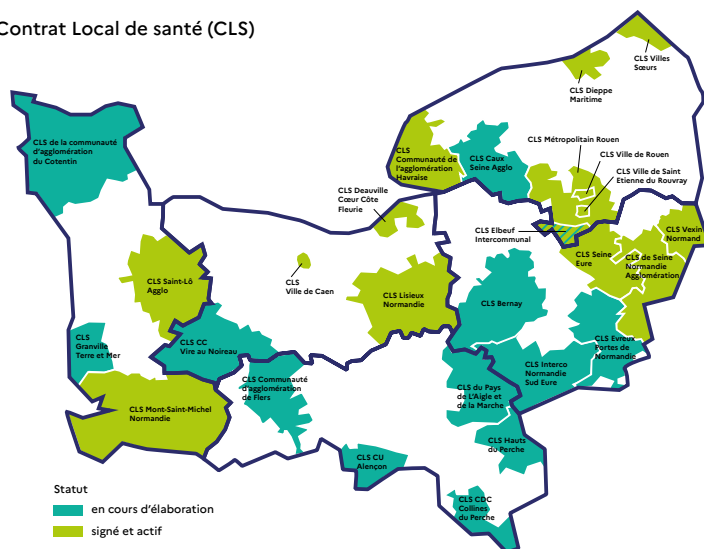 Contrat Local de santé (CLS)
CLS Villes
Sœurs
CLS Dieppe
Maritime
CLS de la communauté
d'agglomération
du Cotentin
CLS
Communauté de
l'agglomération
Havraise
CLS Caux
Seine Agglo
CLS Métropolitain Rouen
CLS Ville de Rouen
CLS Ville de Saint
Etienne du Rouvray
CLS Deauville
Cœur Côte
Fleurie
CLS Elbeuf
Intercommunal
CLS Vexin
Normand
CLS Seine
Eure
CLS de Seine
Normandie
Agglomération
CLS Saint-Lô
Agglo
CLS
Ville de Caen
CLS Lisieux
Normandie
CLS Bernay
CLS
Granville
Terre et Mer
CLS CC
Vire au Noireau
CLS Evreux
Portes de
Normandie
CLS Interco
Normandie
Sud Eure
CLS Communauté
d'agglomération
de Flers
CLS du Pays
de L'Aigle et
de la Marche
CLS Mont-Saint-Michel
Normandie
CLS Hauts
du Perche
CLS CU
Alençon
CLS CDC
Collines
du Perche
Statut
en cours d'élaboration
signé et actif